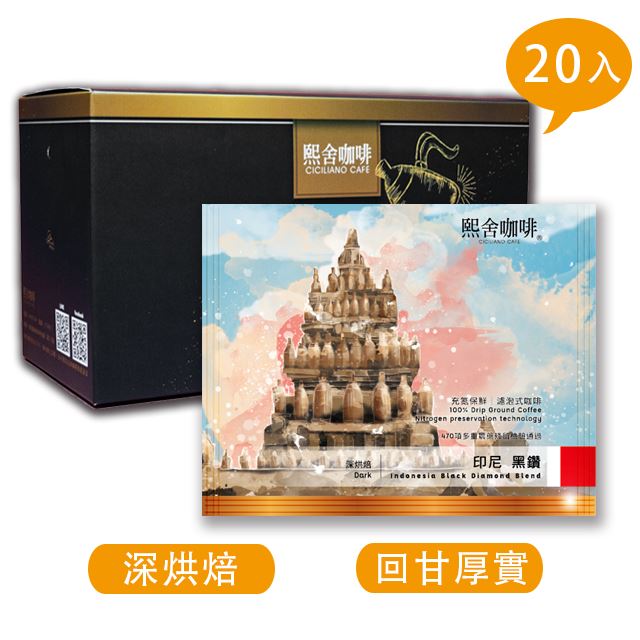 20入
熙舍咖啡
CICILIANO CAFE
熙舍咖啡®
CICILIANO CAFE
充氮保鮮｜濾泡式咖啡
100% Drip Ground Coffee
Nitrogen preservation technology
470項多重農藥殘留檢驗通過
深烘焙
Dark
印尼 黑鑽
Indonesia Black Diamond Blend
深烘焙
回甘厚實